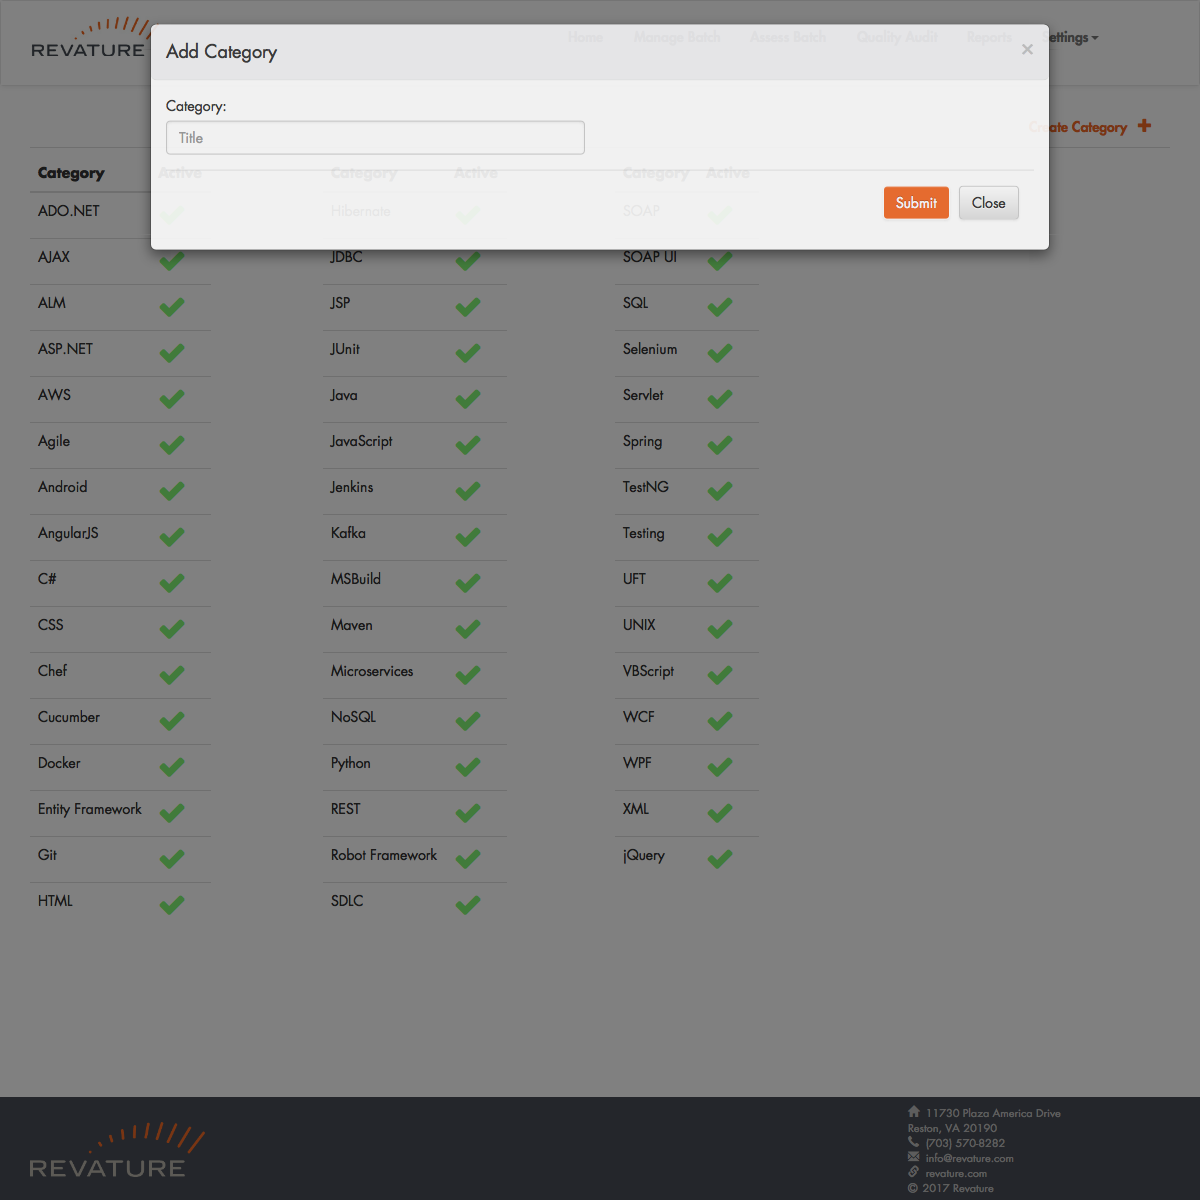 REVATURE
Home Manage Batch Assess Batch Quality Audit Reports ettings
Add Category ×
Category:
Title
ate Category
Category Active Category Active Category Active
Submit Close
ADO.NET Hibernate SOAP
AJAX JDBC SOAP UI
ALM JSP SQL
ASP.NET JUnit Selenium
AWS Java Servlet
Agile JavaScript Spring
Android Jenkins TestNG
AngularJS Kafka Testing
C# MSBuild UFT
CSS Maven UNIX
Chef Microservices VBScript
Cucumber NoSQL WCF
Docker Python WPF
Entity Framework REST XML
Git Robot Framework jQuery
HTML SDLC
REVATURE
11730 Plaza America Drive
Reston, VA 20190
(703) 570-8282
info@revature.com
revature.com
© 2017 Revature